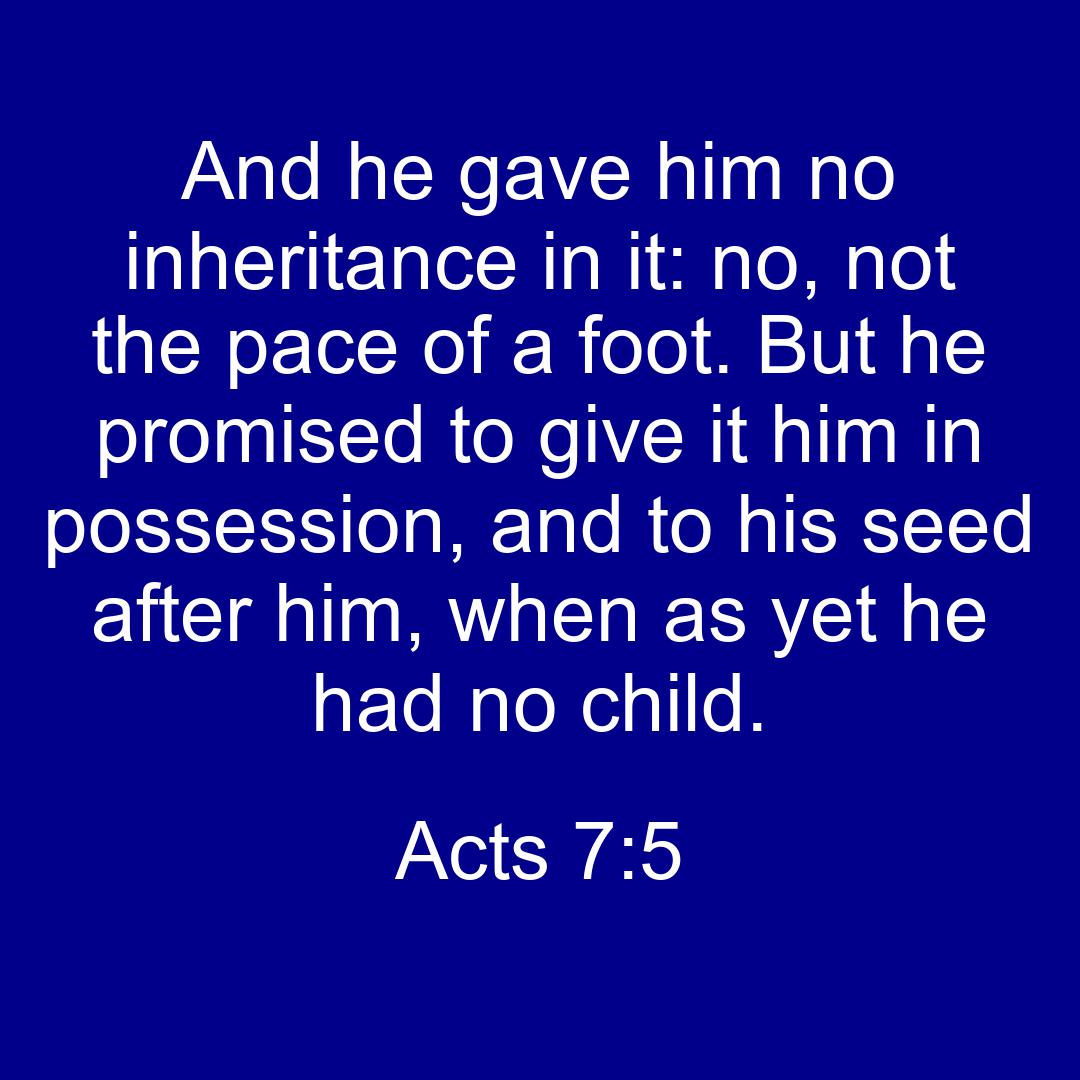 And he gave him no
inheritance in it: no, not
the pace of a foot. But he
promised to give it him in
possession, and to his seed
after him, when as yet he
had no child.
Acts 7:5